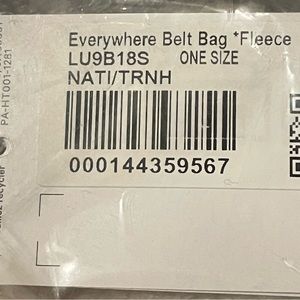 Everywhere Belt Bag *Fleece
LU9B18S ONE SIZE
NATI/TRNH
000144359567
PA-HT001-1281